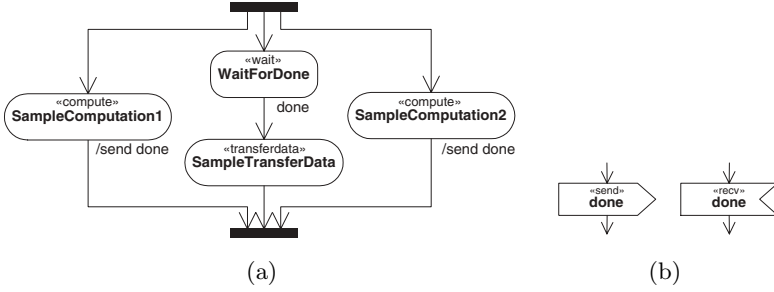 «wait»
WaitForDone
done
«compute»
SampleComputation1
/send done
«transferdata»
SampleTransferData
«compute»
SampleComputation2
/send done
(a)
«send»
done
«recv»
done
(b)